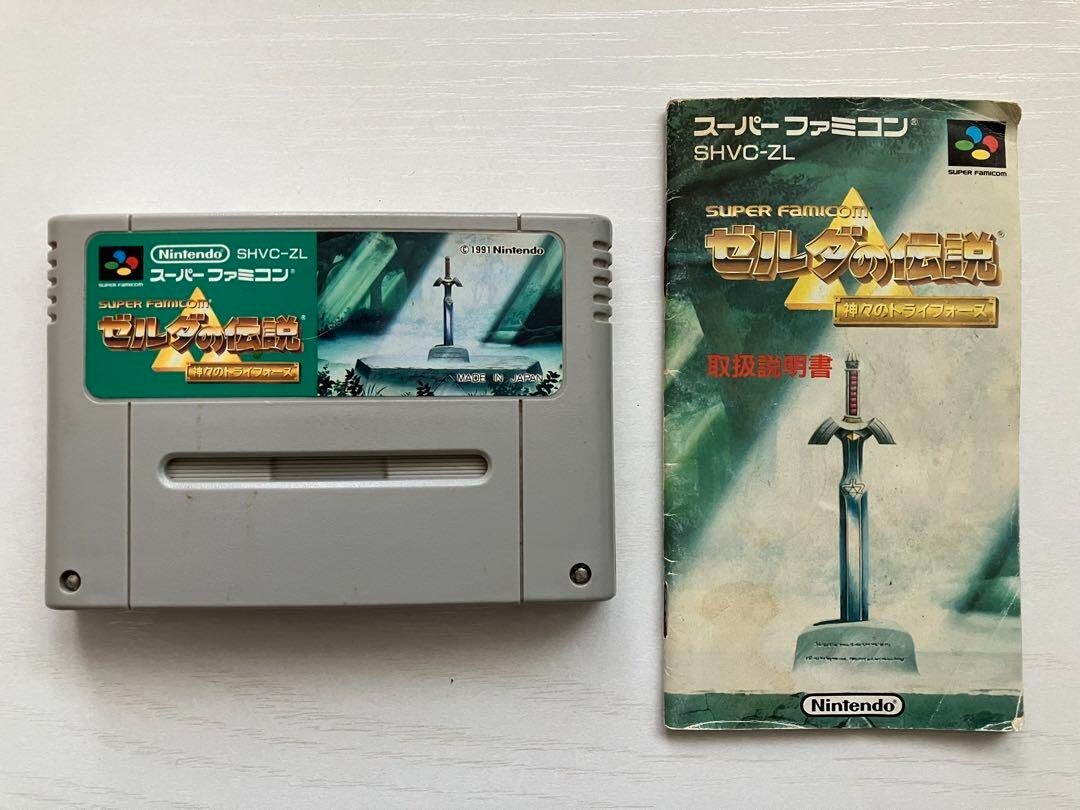 Nintendo SHVC-ZL
スーパーファミコン®
SUPER FAMICOM
SUPER FAMICOM
ゼルダの伝説®
神々のトライフォース
©1991 Nintendo
MADE IN JAPAN
スーパーファミコン®
SHVC-ZL
SUPER FAMICOM
SUPER FAMICOM
ゼルダの伝説®
神々のトライフォース
取扱説明書
Nintendo